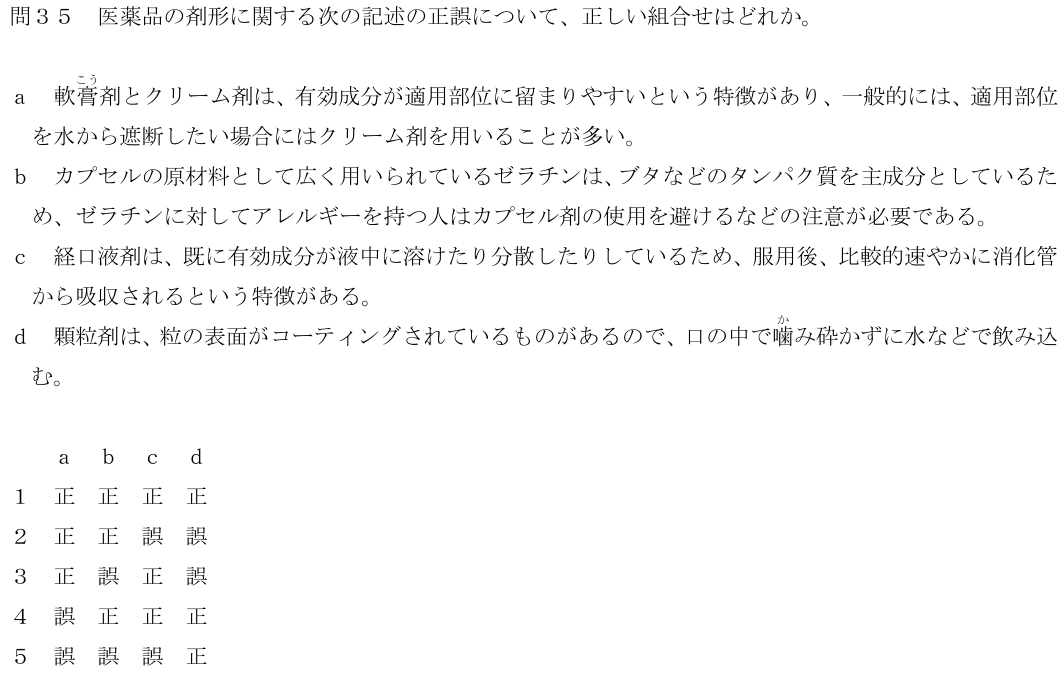 問３５　医薬品の剤形に関する次の記述の正誤について、正しい組合せはどれか。
a　軟膏剤とクリーム剤は、有効成分が適用部位に留まりやすいという特徴があり、一般的には、適用部位
を水から遮断したい場合にはクリーム剤を用いることが多い。
b　カプセルの原材料として広く用いられているゼラチンは、ブタなどのタンパク質を主成分としているた
め、ゼラチンに対してアレルギーを持つ人はカプセル剤の使用を避けるなどの注意が必要である。
c　経口液剤は、既に有効成分が液中に溶けたり分散したりしているため、服用後、比較的速やかに消化管
から吸収されるという特徴がある。
d　顆粒剤は、粒の表面がコーティングされているものがあるので、口の中で噛み砕かずに水などで飲み込
む。
a　b　c　d
１　正　正　正　正
２　正　正　誤　誤
３　正　誤　正　誤
４　誤　正　正　正
５　誤　誤　誤　正